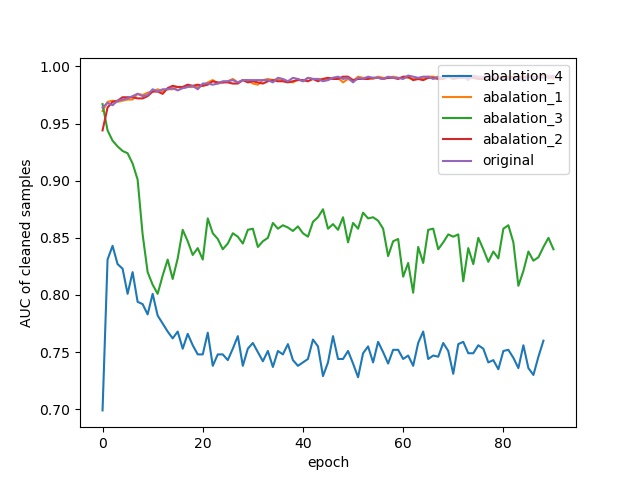 1.00
0.95
0.90
0.85
0.80
0.75
0.70
AUC of cleaned samples
abalation_4
abalation_1
abalation_3
abalation_2
original
0 20 40 60 80
epoch